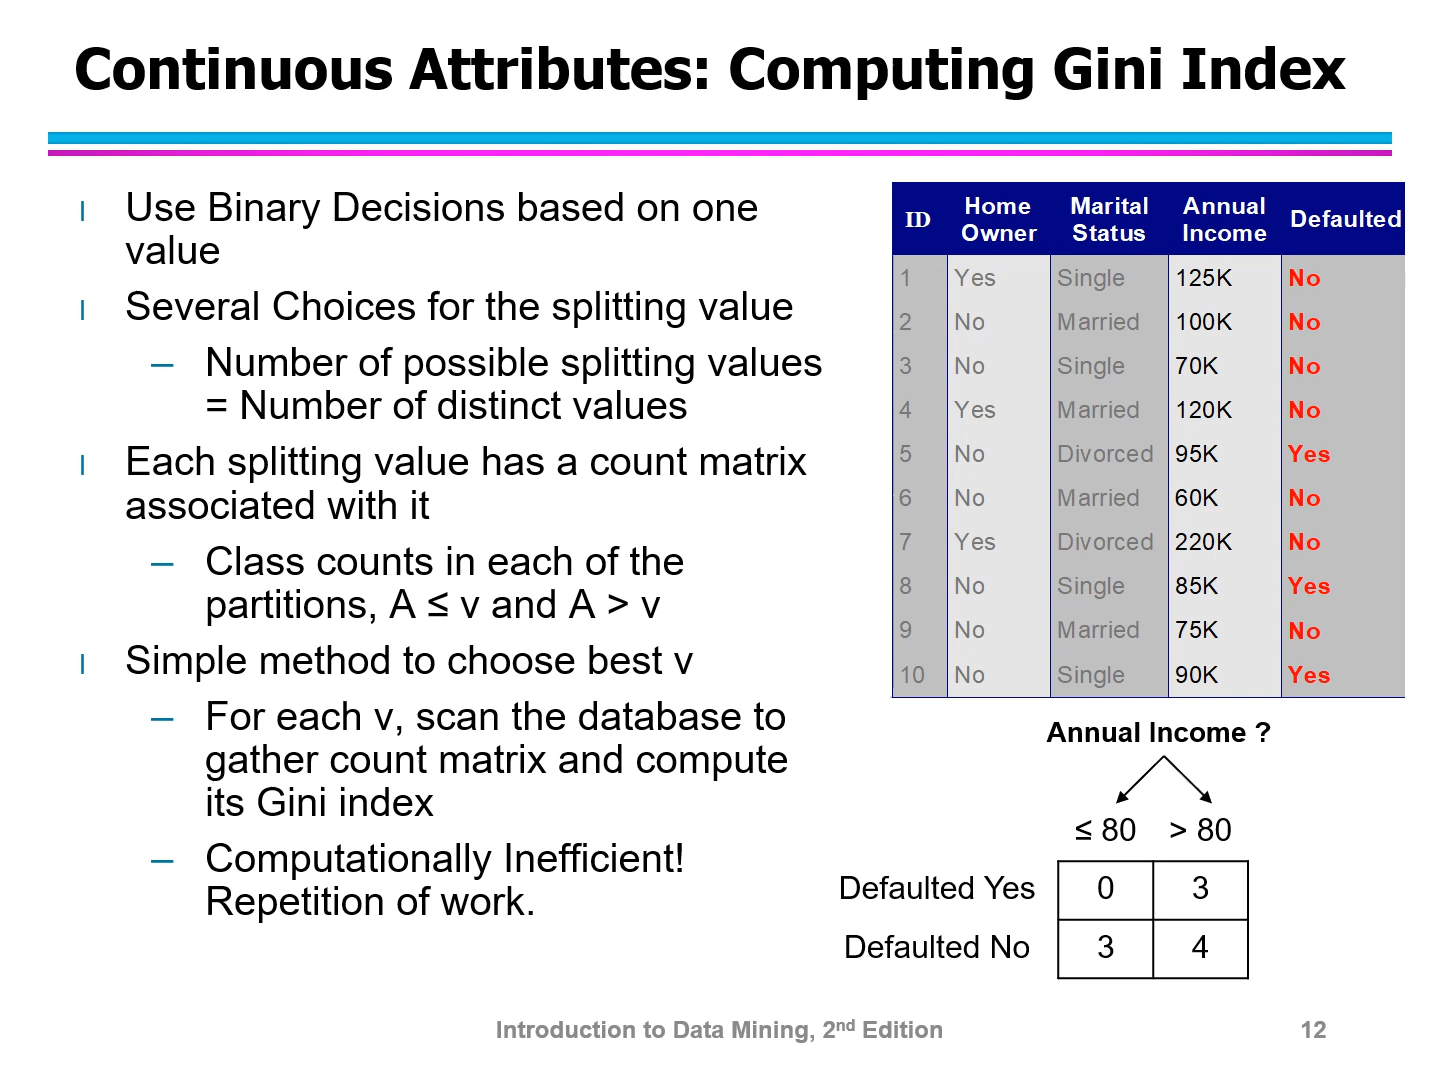 Continuous Attributes: Computing Gini Index
l Use Binary Decisions based on one
value
l Several Choices for the splitting value
– Number of possible splitting values
= Number of distinct values
l Each splitting value has a count matrix
associated with it
– Class counts in each of the
partitions, A ≤ v and A > v
l Simple method to choose best v
– For each v, scan the database to
gather count matrix and compute
its Gini index
– Computationally Inefficient!
Repetition of work.
ID Home Owner Marital Status Annual Income Defaulted
1 Yes Single 125K No
2 No Married 100K No
3 No Single 70K No
4 Yes Married 120K No
5 No Divorced 95K Yes
6 No Married 60K No
7 Yes Divorced 220K No
8 No Single 85K Yes
9 No Married 75K No
10 No Single 90K Yes
Annual Income ?
≤ 80 > 80
Defaulted Yes 0 3
Defaulted No 3 4
Introduction to Data Mining, 2nd Edition 12